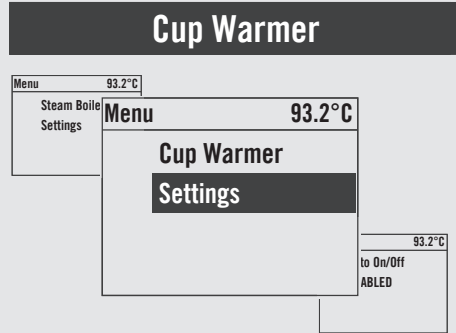 Cup Warmer
Menu 93.2°C
Steam Boile
Settings
Menu 93.2°C
Cup Warmer
Settings
93.2°C
to On/Off
ABLED